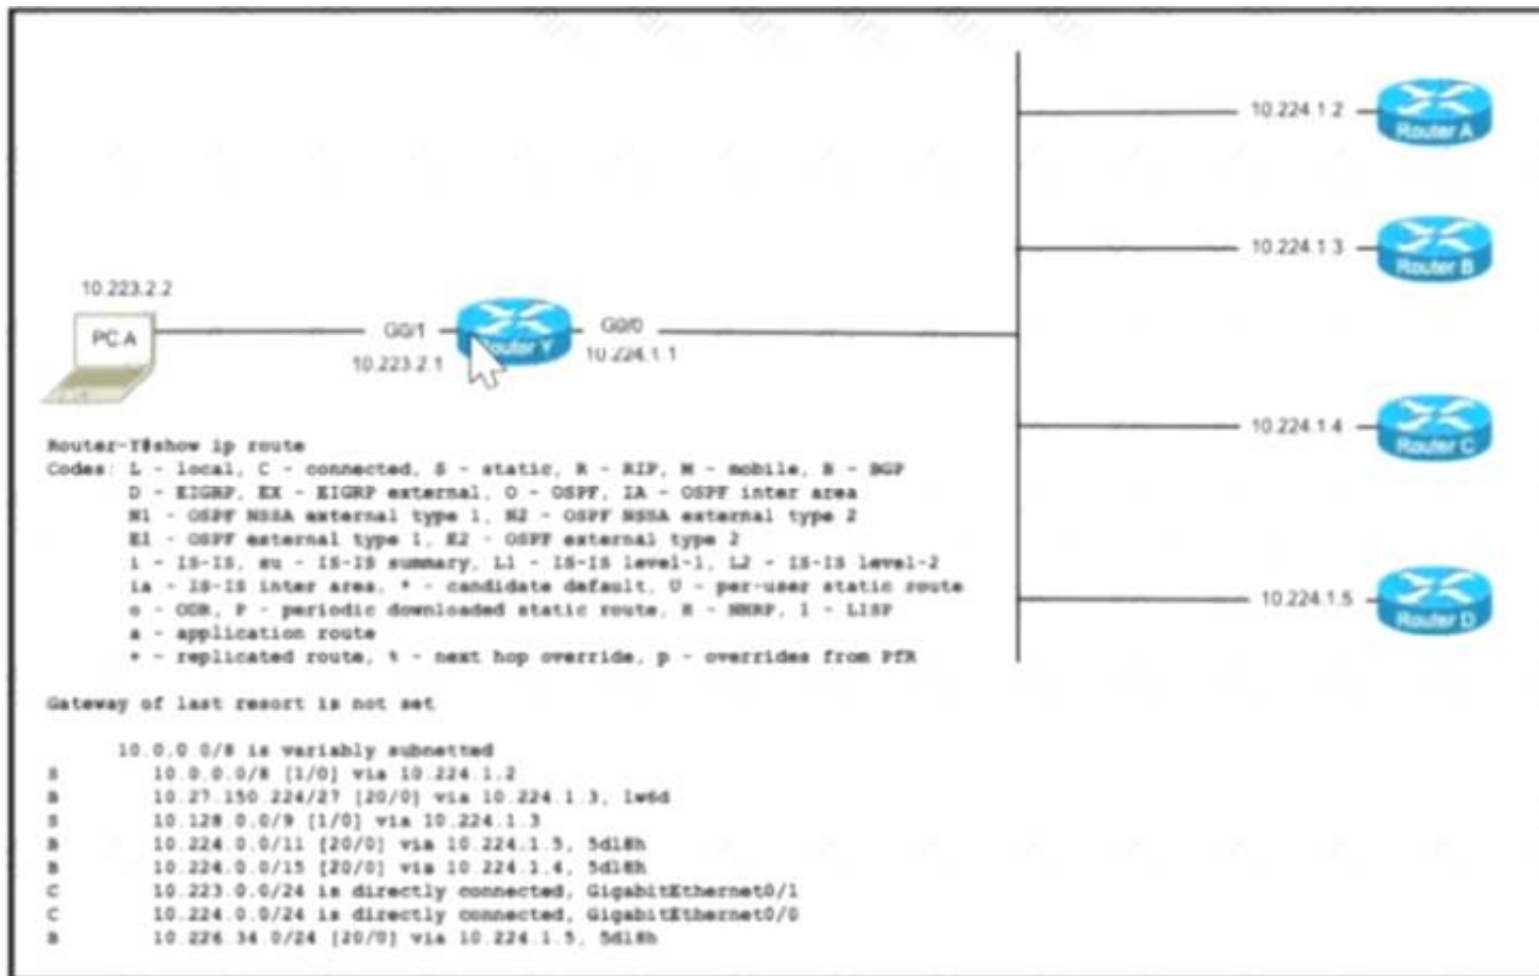 10.224.1.2
Router A
10.224.1.3
Router B
10.223.2.2
PC A
G0/1
10.223.2.1
Router Y
G0/0
10.224.1.1
10.224.1.4
Router C
10.224.1.5
Router D
Router-Y#show ip route
Codes: L - local, C - connected, S - static, R - RIP, M - mobile, B - BGP
D - EIGRP, EX - EIGRP external, O - OSPF, IA - OSPF inter area
N1 - OSPF NSSA external type 1, N2 - OSPF NSSA external type 2
E1 - OSPF external type 1, E2 - OSPF external type 2
i - IS-IS, su - IS-IS summary, L1 - IS-IS level-1, L2 - IS-IS level-2
ia - IS-IS inter area, * - candidate default, U - per-user static route
o - ODR, P - periodic downloaded static route, H - NHRP, l - LISP
a - application route
+ - replicated route, % - next hop override, p - overrides from PfR
Gateway of last resort is not set
10.0.0.0/8 is variably subnetted
S 10.0.0.0/8 [1/0] via 10.224.1.2
B 10.27.150.224/27 [20/0] via 10.224.1.3, 1w6d
S 10.128.0.0/9 [1/0] via 10.224.1.3
B 10.224.0.0/11 [20/0] via 10.224.1.5, 5d18h
B 10.224.0.0/15 [20/0] via 10.224.1.4, 5d18h
C 10.223.0.0/24 is directly connected, GigabitEthernet0/1
C 10.224.0.0/24 is directly connected, GigabitEthernet0/0
B 10.226.34.0/24 [20/0] via 10.224.1.5, 5d18h